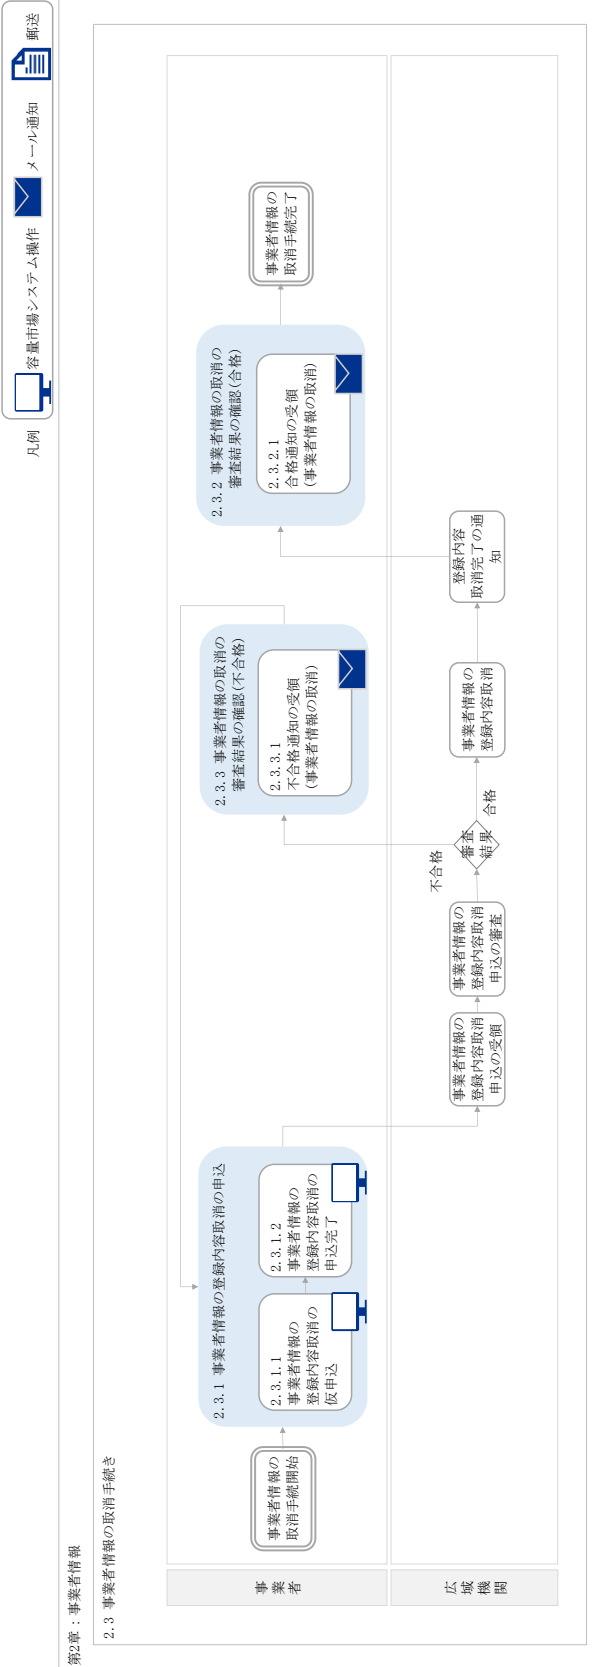 第2章：事業者情報
凡例
容量市場システム操作
メール通知
郵送
2.3 事業者情報の取消手続き
事業者
事業者情報の
取消手続開始
2.3.1 事業者情報の登録内容取消の申込
2.3.1.1
事業者情報の
登録内容取消の
仮申込
2.3.1.2
事業者情報の
登録内容取消の
申込完了
2.3.3 事業者情報の取消の
審査結果の確認(不合格)
2.3.3.1
不合格通知の受領
(事業者情報の取消)
2.3.2 事業者情報の取消の
審査結果の確認(合格)
2.3.2.1
合格通知の受領
(事業者情報の取消)
事業者情報の
取消手続完了
広域機関
事業者情報の
登録内容取消
申込の受領
事業者情報の
登録内容取消
申込の審査
審査
結果
不合格
合格
事業者情報の
登録内容取消
登録内容
取消完了の通
知